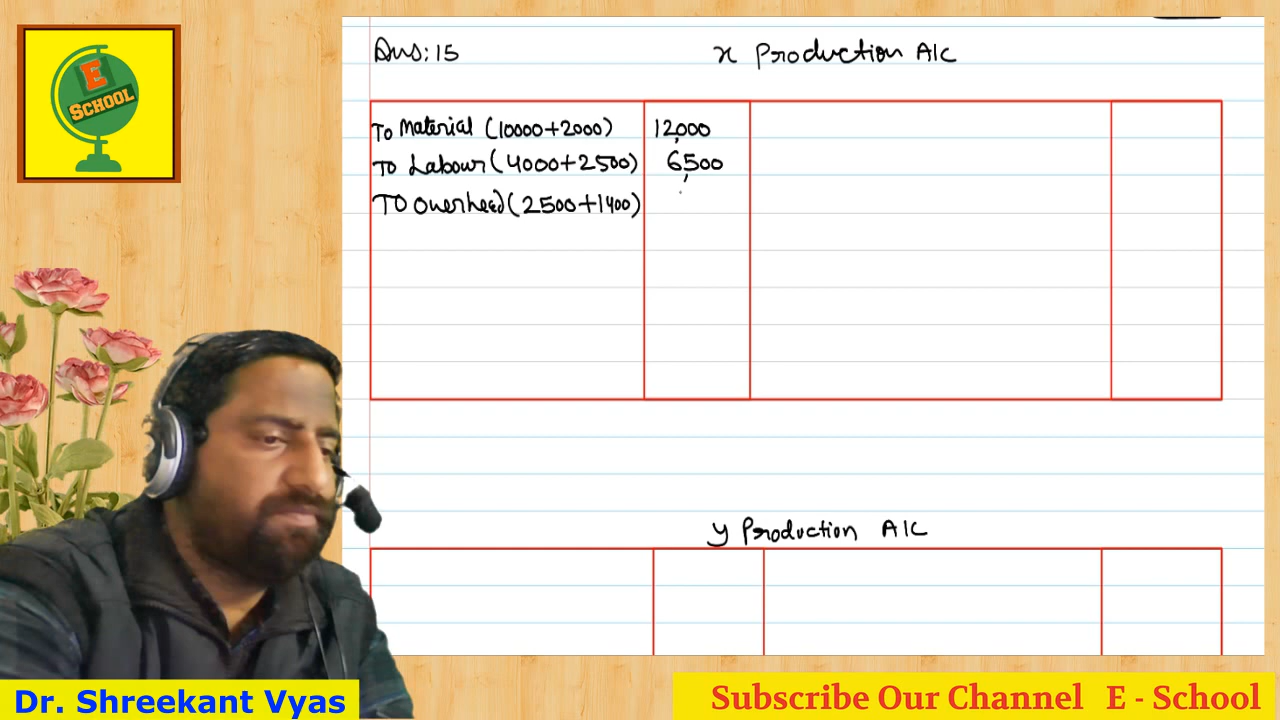 E
SCHOOL
Ans: 15
x Production A/C
To Material (10000+2000) 12,000
To Labour (4000+2500) 6,500
TO Overhead (2500+1400)
y Production A/C
Dr. Shreekant Vyas
Subscribe Our Channel E - School